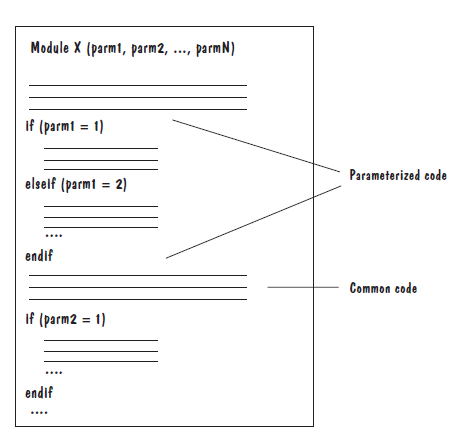 Module X (parm1, parm2, ..., parmN)
if (parm1 = 1)
elseif (parm1 = 2)
....
endif
if (parm2 = 1)
....
endif
....
Parameterized code
Common code